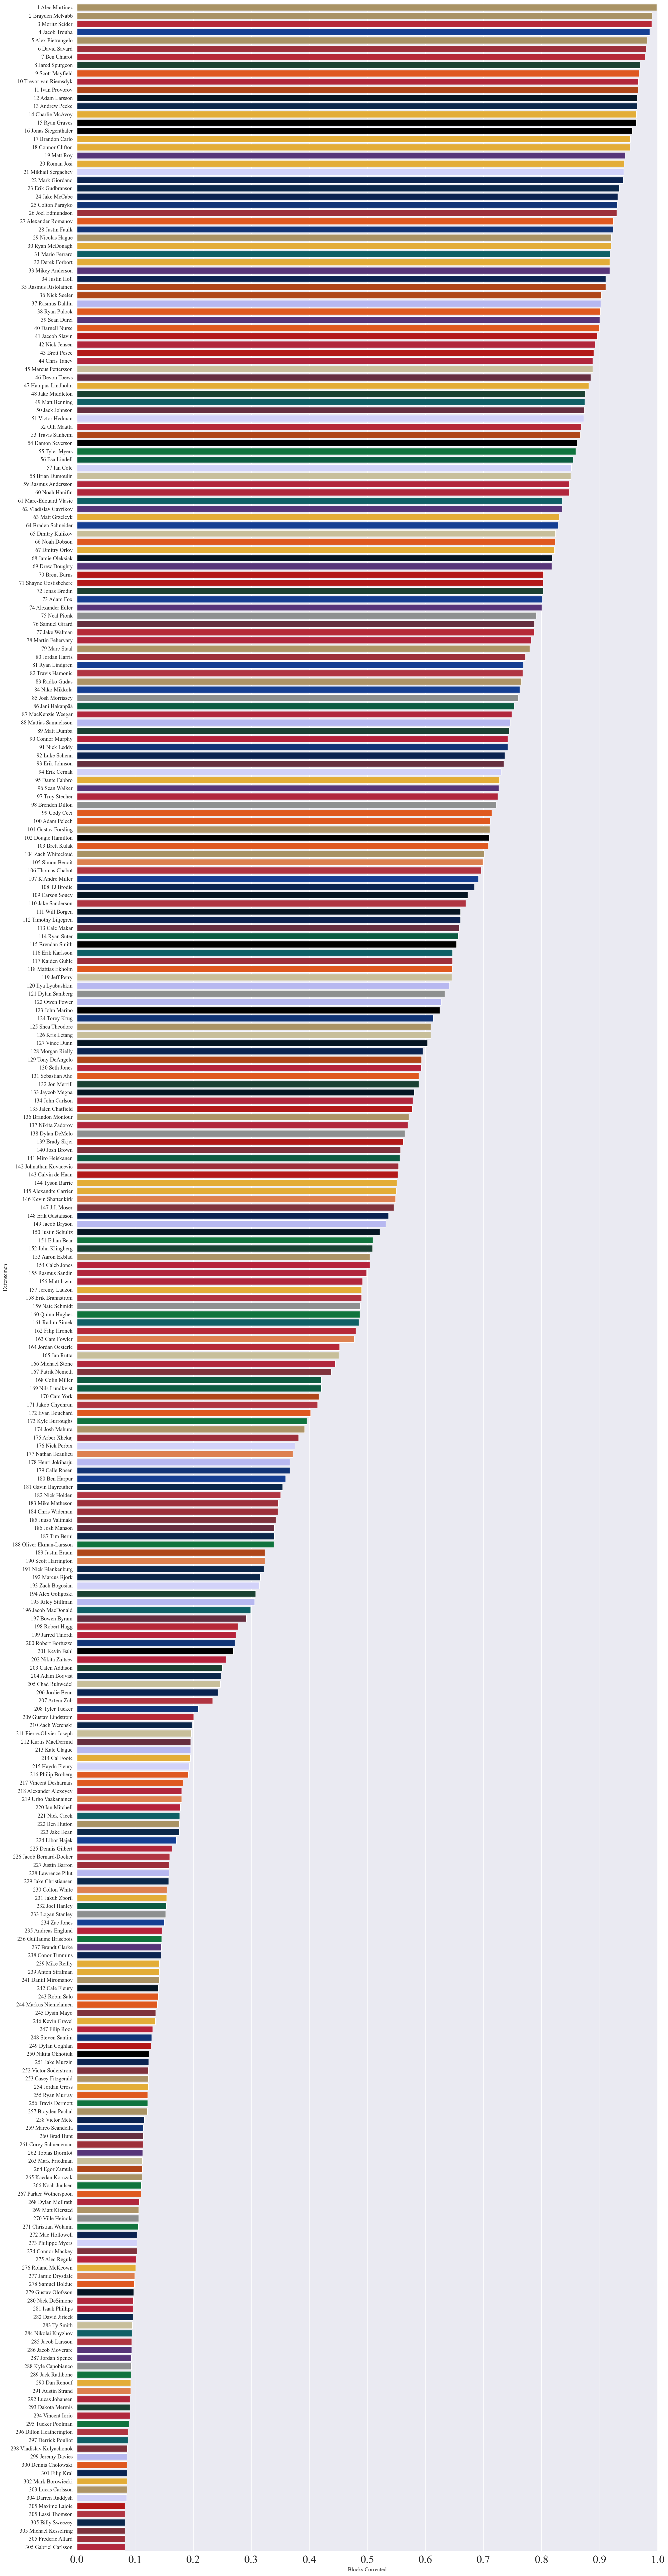 1 Alec Martinez
2 Brayden McNabb
3 Moritz Seider
4 Jacob Trouba
5 Alex Pietrangelo
6 David Savard
7 Ben Chiarot
8 Jared Spurgeon
9 Scott Mayfield
10 Trevor van Riemsdyk
11 Ivan Provorov
12 Adam Larsson
13 Andrew Peeke
14 Charlie McAvoy
15 Ryan Graves
16 Jonas Siegenthaler
17 Brandon Carlo
18 Connor Clifton
19 Matt Roy
20 Roman Josi
21 Mikhail Sergachev
22 Mark Giordano
23 Erik Gudbranson
24 Jake McCabe
25 Colton Parayko
26 Joel Edmundson
27 Alexander Romanov
28 Justin Faulk
29 Nicolas Hague
30 Ryan McDonagh
31 Mario Ferraro
32 Derek Forbort
33 Mikey Anderson
34 Justin Holl
35 Rasmus Ristolainen
36 Nick Seeler
37 Rasmus Dahlin
38 Ryan Pulock
39 Sean Durzi
40 Darnell Nurse
41 Jaccob Slavin
42 Nick Jensen
43 Brett Pesce
44 Chris Tanev
45 Marcus Pettersson
46 Devon Toews
47 Hampus Lindholm
48 Jake Middleton
49 Matt Benning
50 Jack Johnson
51 Victor Hedman
52 Olli Maatta
53 Travis Sanheim
54 Damon Severson
55 Tyler Myers
56 Esa Lindell
57 Ian Cole
58 Brian Dumoulin
59 Rasmus Andersson
60 Noah Hanifin
61 Marc-Edouard Vlasic
62 Vladislav Gavrikov
63 Matt Grzelcyk
64 Braden Schneider
65 Dmitry Kulikov
66 Noah Dobson
67 Dmitry Orlov
68 Jamie Oleksiak
69 Drew Doughty
70 Brent Burns
71 Shayne Gostisbehere
72 Jonas Brodin
73 Adam Fox
74 Alexander Edler
75 Neal Pionk
76 Samuel Girard
77 Jake Walman
78 Martin Fehervary
79 Marc Staal
80 Jordan Harris
81 Ryan Lindgren
82 Travis Hamonic
83 Radko Gudas
84 Niko Mikkola
85 Josh Morrissey
86 Jani Hakanpää
87 MacKenzie Weegar
88 Mattias Samuelsson
89 Matt Dumba
90 Connor Murphy
91 Nick Leddy
92 Luke Schenn
93 Erik Johnson
94 Erik Cernak
95 Dante Fabbro
96 Sean Walker
97 Troy Stecher
98 Brenden Dillon
99 Cody Ceci
100 Adam Pelech
101 Gustav Forsling
102 Dougie Hamilton
103 Brett Kulak
104 Zach Whitecloud
105 Simon Benoit
106 Thomas Chabot
107 K'Andre Miller
108 TJ Brodie
109 Carson Soucy
110 Jake Sanderson
111 Will Borgen
112 Timothy Liljegren
113 Cale Makar
114 Ryan Suter
115 Brendan Smith
116 Erik Karlsson
117 Kaiden Guhle
118 Mattias Ekholm
119 Jeff Petry
120 Ilya Lyubushkin
121 Dylan Samberg
122 Owen Power
123 John Marino
124 Torey Krug
125 Shea Theodore
126 Kris Letang
127 Vince Dunn
128 Morgan Rielly
129 Tony DeAngelo
130 Seth Jones
131 Sebastian Aho
132 Jon Merrill
133 Jaycob Megna
134 John Carlson
135 Jalen Chatfield
136 Brandon Montour
137 Nikita Zadorov
138 Dylan DeMelo
139 Brady Skjei
140 Josh Brown
141 Miro Heiskanen
142 Johnathan Kovacevic
143 Calvin de Haan
144 Tyson Barrie
145 Alexandre Carrier
146 Kevin Shattenkirk
147 J.J. Moser
148 Erik Gustafsson
149 Jacob Bryson
150 Justin Schultz
151 Ethan Bear
152 John Klingberg
153 Aaron Ekblad
154 Caleb Jones
155 Rasmus Sandin
156 Matt Irwin
157 Jeremy Lauzon
158 Erik Brannstrom
159 Nate Schmidt
160 Quinn Hughes
161 Radim Simek
162 Filip Hronek
163 Cam Fowler
164 Jordan Oesterle
165 Jan Rutta
166 Michael Stone
167 Patrik Nemeth
168 Colin Miller
169 Nils Lundkvist
170 Cam York
171 Jakob Chychrun
172 Evan Bouchard
173 Kyle Burroughs
174 Josh Mahura
175 Arber Xhekaj
176 Nick Perbix
177 Nathan Beaulieu
178 Henri Jokiharju
179 Calle Rosen
180 Ben Harpur
181 Gavin Bayreuther
182 Nick Holden
183 Mike Matheson
184 Chris Wideman
185 Juuso Valimaki
186 Josh Manson
187 Tim Berni
188 Oliver Ekman-Larsson
189 Justin Braun
190 Scott Harrington
191 Nick Blankenburg
192 Marcus Bjork
193 Zach Bogosian
194 Alex Goligoski
195 Riley Stillman
196 Jacob MacDonald
197 Bowen Byram
198 Robert Hagg
199 Jarred Tinordi
200 Robert Bortuzzo
201 Kevin Bahl
202 Nikita Zaitsev
203 Calen Addison
204 Adam Boqvist
205 Chad Ruhwedel
206 Jordie Benn
207 Artem Zub
208 Tyler Tucker
209 Gustav Lindstrom
210 Zach Werenski
211 Pierre-Olivier Joseph
212 Kurtis MacDermid
213 Kale Clague
214 Cal Foote
215 Haydn Fleury
216 Philip Broberg
217 Vincent Desharnais
218 Alexander Alexeyev
219 Urho Vaakanainen
220 Ian Mitchell
221 Nick Cicek
222 Ben Hutton
223 Jake Bean
224 Libor Hajek
225 Dennis Gilbert
226 Jacob Bernard-Docker
227 Justin Barron
228 Lawrence Pilut
229 Jake Christiansen
230 Colton White
231 Jakub Zboril
232 Joel Hanley
233 Logan Stanley
234 Zac Jones
235 Andreas Englund
236 Guillaume Brisebois
237 Brandt Clarke
238 Conor Timmins
239 Mike Reilly
239 Anton Stralman
241 Daniil Miromanov
242 Cale Fleury
243 Robin Salo
244 Markus Niemelainen
245 Dysin Mayo
246 Kevin Gravel
247 Filip Roos
248 Steven Santini
249 Dylan Coghlan
250 Nikita Okhotiuk
251 Jake Muzzin
252 Victor Soderstrom
253 Casey Fitzgerald
254 Jordan Gross
255 Ryan Murray
256 Travis Dermott
257 Brayden Pachal
258 Victor Mete
259 Marco Scandella
260 Brad Hunt
261 Corey Schueneman
262 Tobias Bjornfot
263 Mark Friedman
264 Egor Zamula
265 Kaedan Korczak
266 Noah Juulsen
267 Parker Wotherspoon
268 Dylan McIlrath
269 Matt Kiersted
270 Ville Heinola
271 Christian Wolanin
272 Mac Hollowell
273 Philippe Myers
274 Connor Mackey
275 Alec Regula
276 Roland McKeown
277 Jamie Drysdale
278 Samuel Bolduc
279 Gustav Olofsson
280 Nick DeSimone
281 Isaak Phillips
282 David Jiricek
283 Ty Smith
284 Nikolai Knyzhov
285 Jacob Larsson
286 Jacob Moverare
287 Jordan Spence
288 Kyle Capobianco
289 Jack Rathbone
290 Dan Renouf
291 Austin Strand
292 Lucas Johansen
293 Dakota Mermis
294 Vincent Iorio
295 Tucker Poolman
296 Dillon Heatherington
297 Derrick Pouliot
298 Vladislav Kolyachonok
299 Jeremy Davies
300 Dennis Cholowski
301 Filip Kral
302 Mark Borowiecki
303 Lucas Carlsson
304 Darren Raddysh
305 Maxime Lajoie
305 Lassi Thomson
305 Billy Sweezey
305 Michael Kesselring
305 Frederic Allard
305 Gabriel Carlsson
Defensemen
0.0 0.1 0.2 0.3 0.4 0.5 0.6 0.7 0.8 0.9 1.0
Blocks Corrected